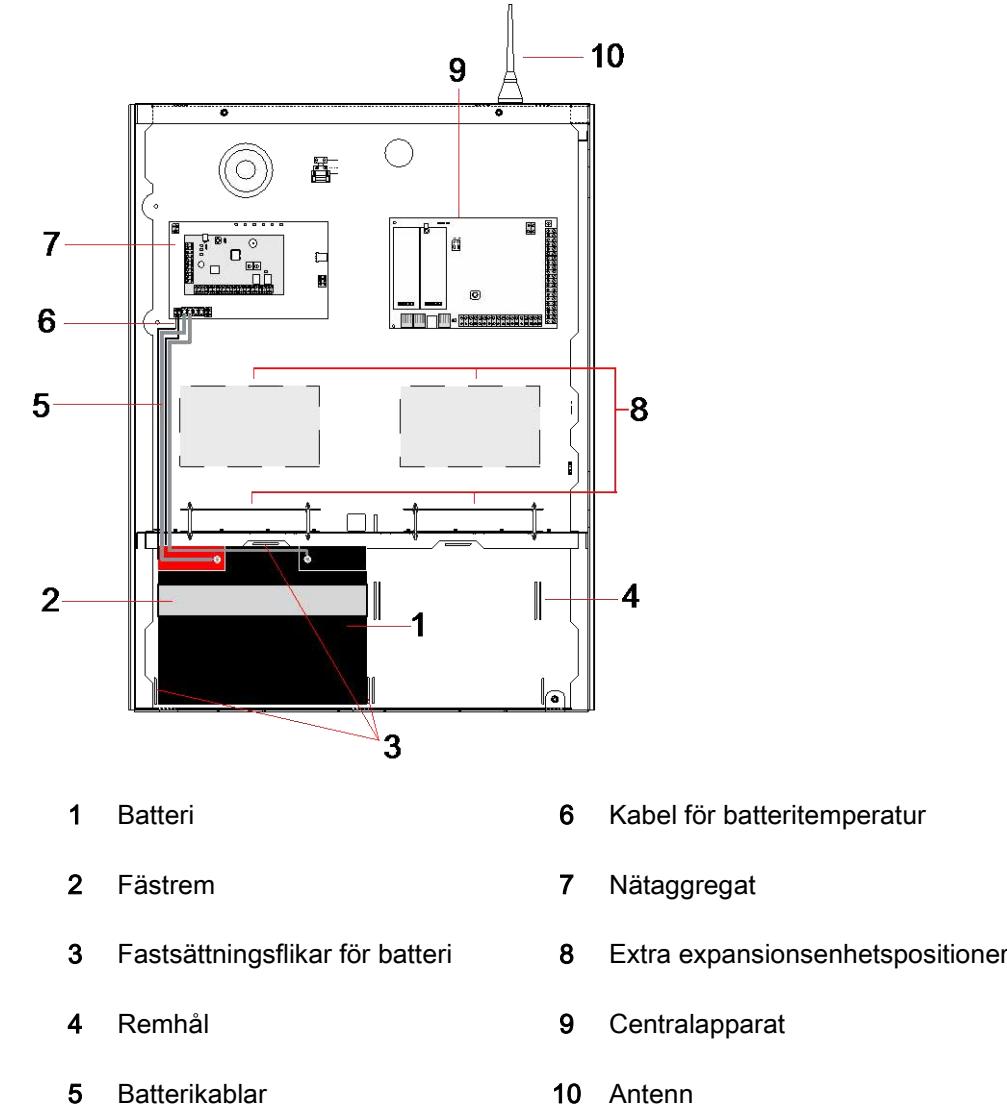 10
9
7
6
5
8
2
4
1
3
1 Batteri
6 Kabel för batteritemperatur
2 Fästrem
7 Nätaggregat
3 Fastsättningsflikar för batteri
8 Extra expansionsenhetspositioner
4 Remhål
9 Centralapparat
5 Batterikablar
10 Antenn